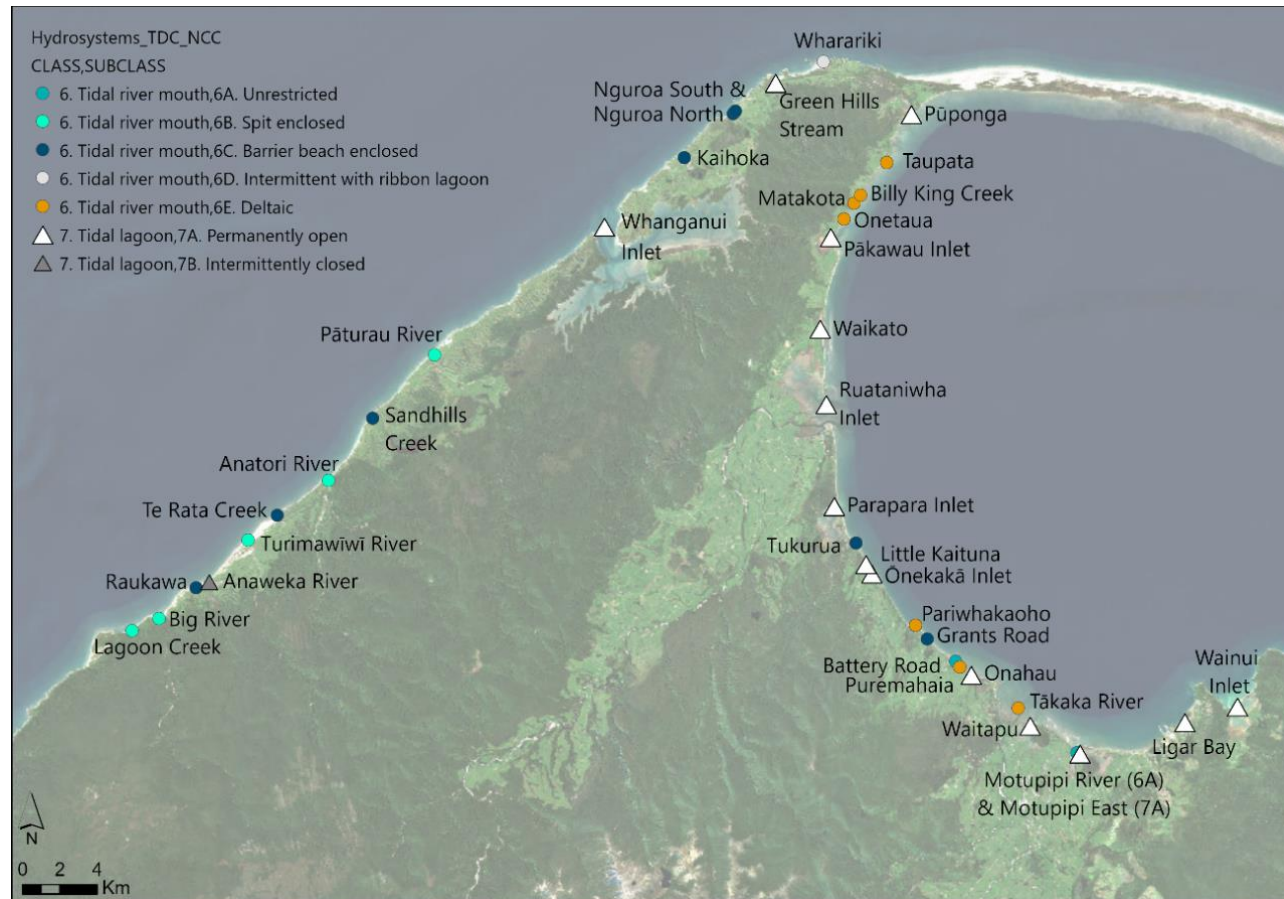 Hydrosystems_TDC_NCC
CLASS,SUBCLASS
6. Tidal river mouth,6A. Unrestricted
6. Tidal river mouth,6B. Spit enclosed
6. Tidal river mouth,6C. Barrier beach enclosed
6. Tidal river mouth,6D. Intermittent with ribbon lagoon
6. Tidal river mouth,6E. Deltaic
7. Tidal lagoon,7A. Permanently open
7. Tidal lagoon,7B. Intermittently closed
Wharariki
Nguroa South &
Nguroa North
Green Hills
Stream
Pūponga
Kaihoka
Taupata
Billy King Creek
Matakota
Onetaua
Whanganui
Inlet
Pākawau Inlet
Pāturau River
Waikato
Ruataniwha
Inlet
Sandhills
Creek
Anatori River
Te Rata Creek
Parapara Inlet
Turimawīwī River
Tukurua
Little Kaituna
Ōnekakā Inlet
Raukawa
Anaweka River
Big River
Lagoon Creek
Pariwhakaoho
Grants Road
Battery Road
Puremahaia
Onahau
Wainui
Inlet
Tākaka River
Waitapu
Ligar Bay
Motupipi River (6A)
& Motupipi East (7A)
N
0 2 4
Km